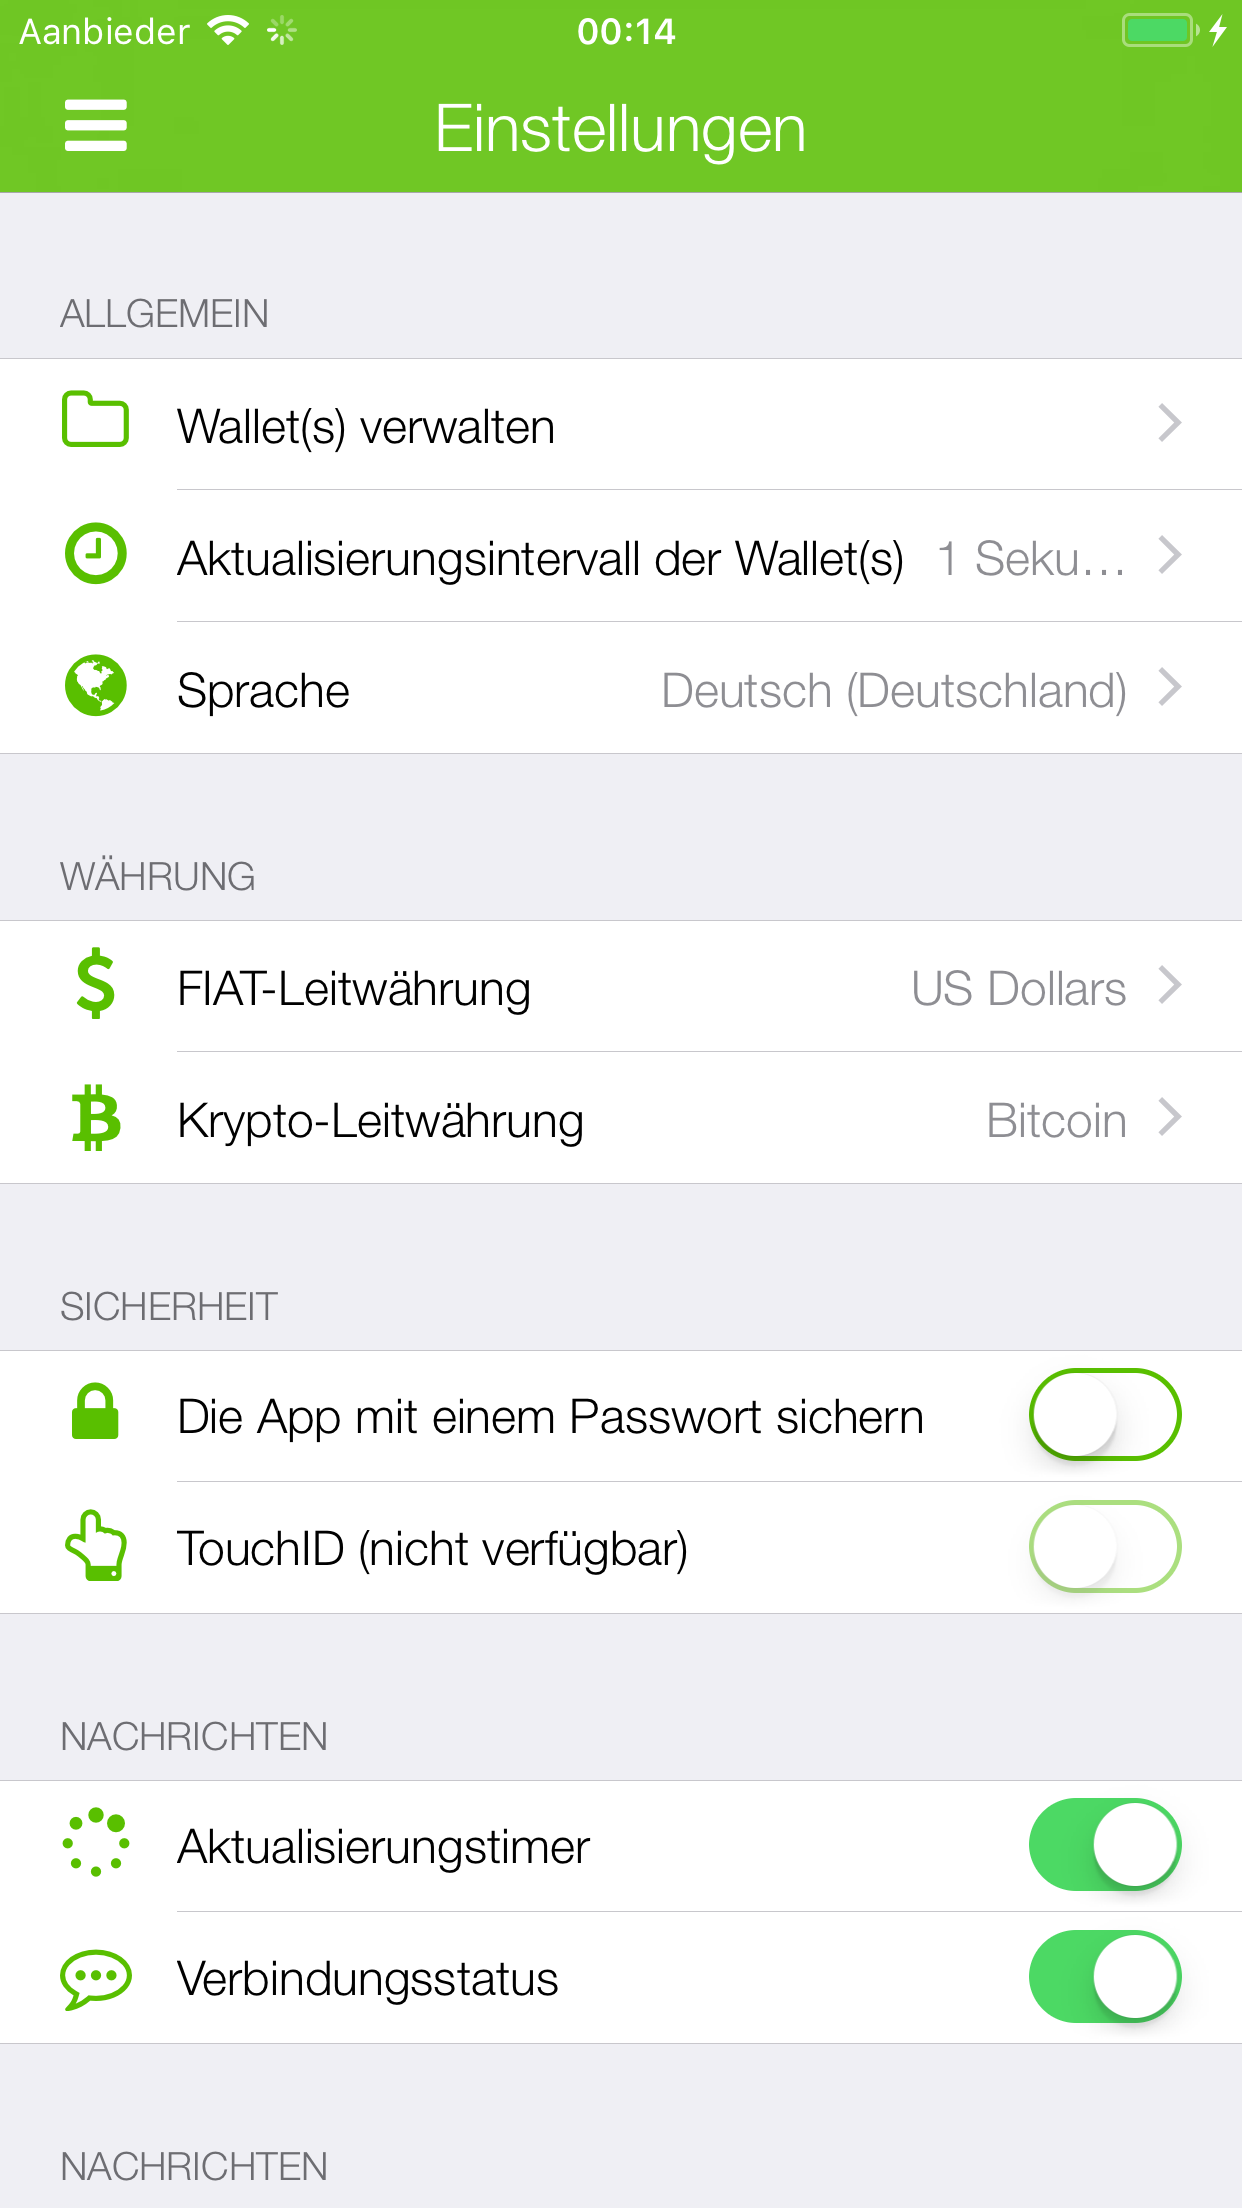 Aanbieder 00:14
Einstellungen
ALLGEMEIN
Wallet(s) verwalten
Aktualisierungsintervall der Wallet(s) 1 Seku...
Sprache Deutsch (Deutschland)
WÄHRUNG
FIAT-Leitwährung US Dollars
Krypto-Leitwährung Bitcoin
SICHERHEIT
Die App mit einem Passwort sichern
TouchID (nicht verfügbar)
NACHRICHTEN
Aktualisierungstimer
Verbindungsstatus
NACHRICHTEN